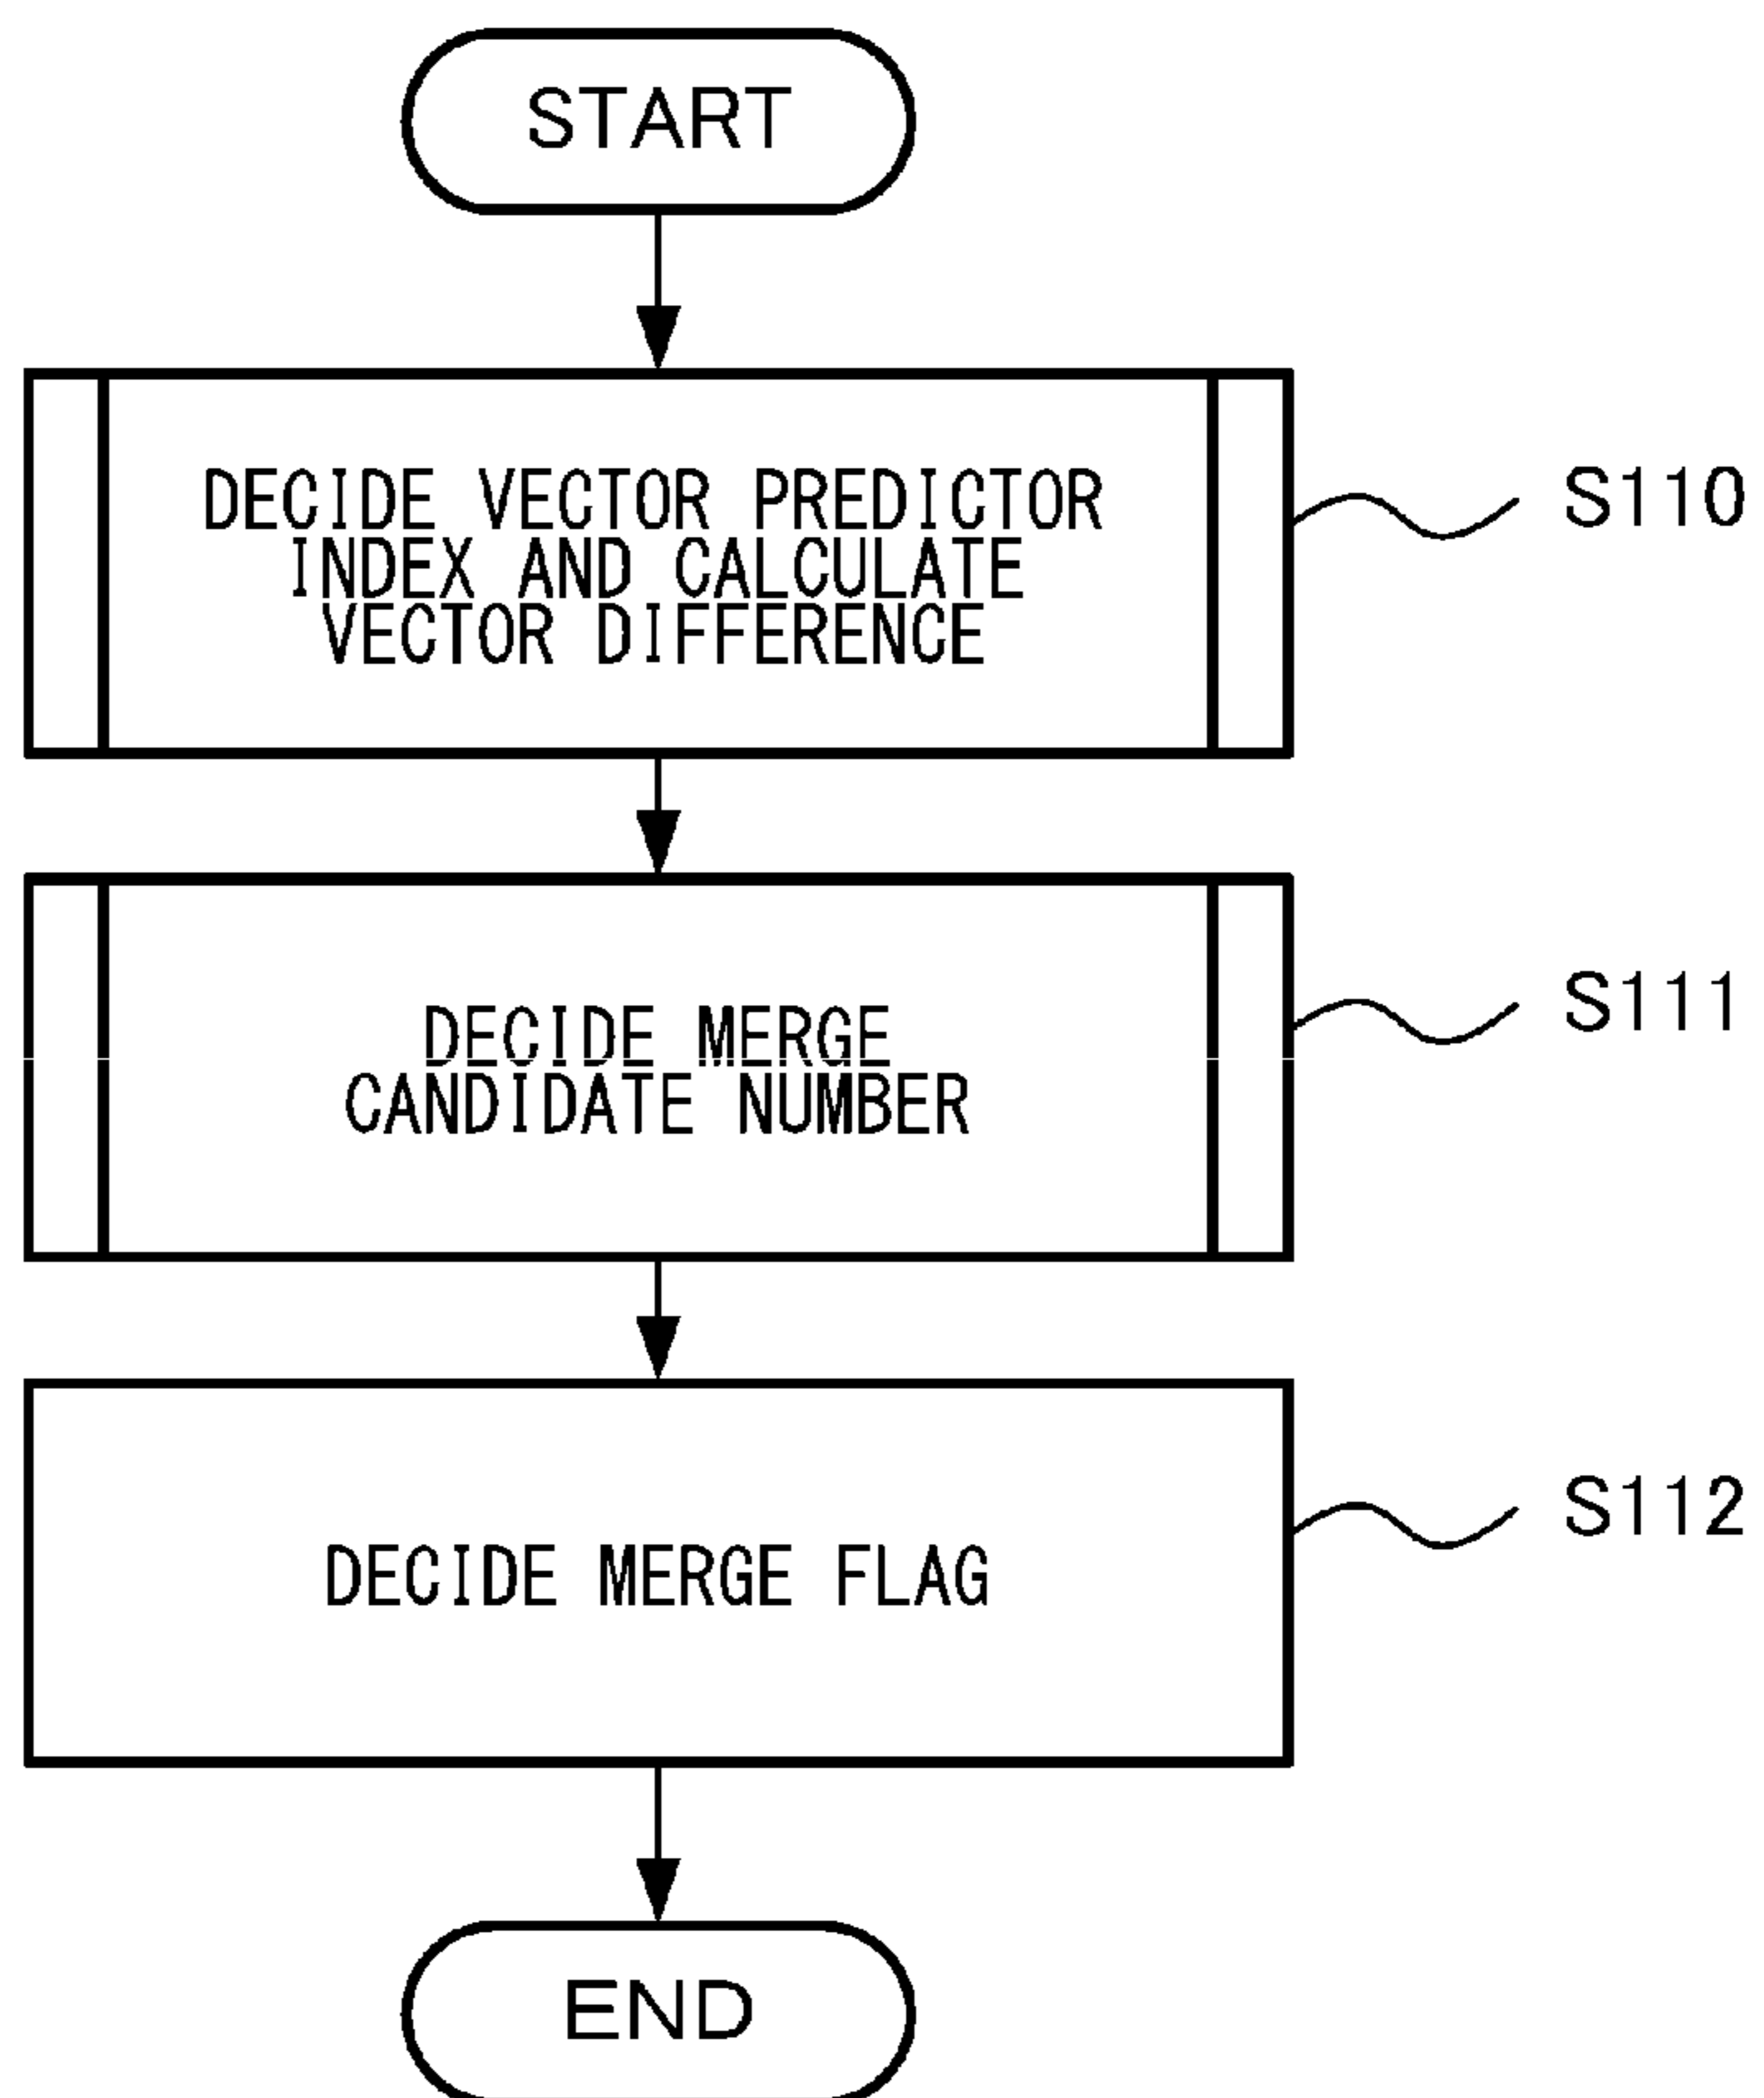 START
DECIDE VECTOR PREDICTOR
INDEX AND CALCULATE
VECTOR DIFFERENCE
S110
DECIDE MERGE
CANDIDATE NUMBER
S111
DECIDE MERGE FLAG
S112
END